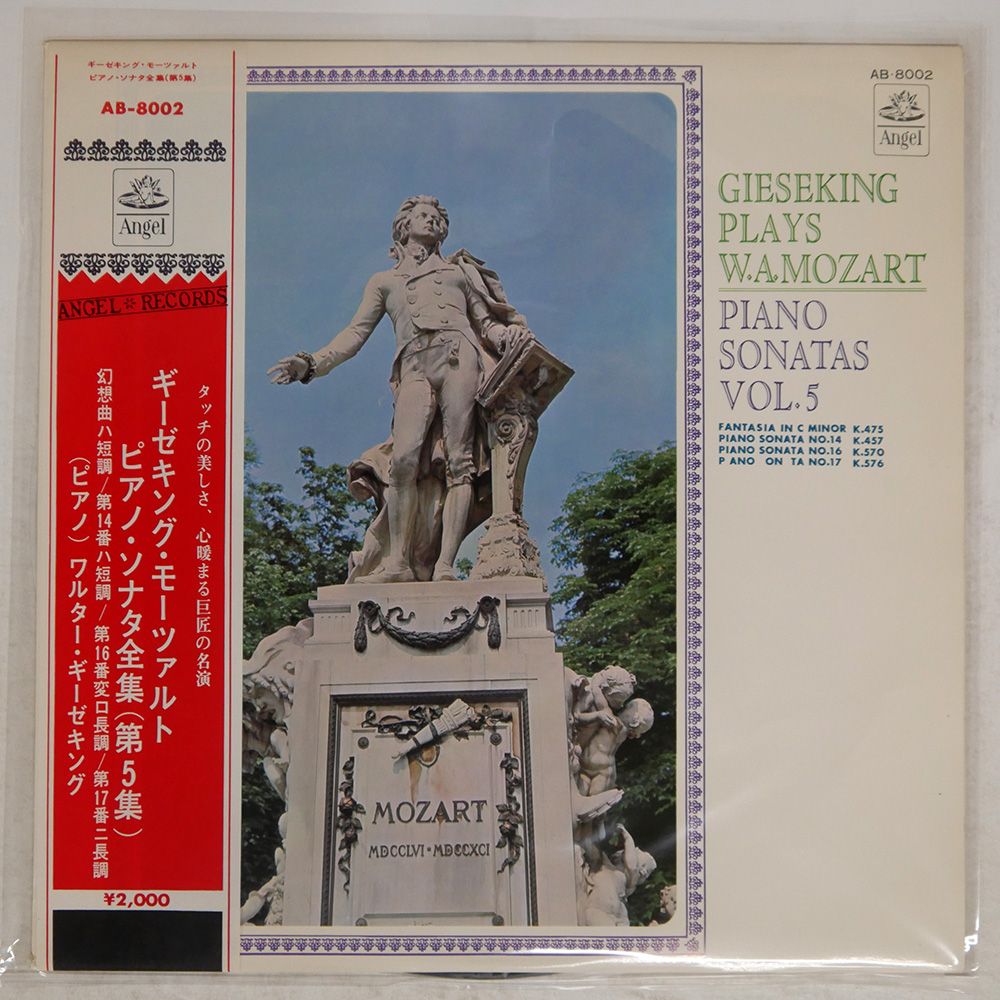 ギーゼキング・モーツァルト
ピアノ・ソナタ全集(第5集)
AB-8002
Angel
ANGEL RECORDS
タッチの美しさ、心暖まる巨匠の名演
ギーゼキング・モーツァルト
ピアノ・ソナタ全集(第5集)
幻想曲ハ短調/第14番ハ短調/第16番変ロ長調/第17番ニ長調
(ピアノ)ワルター・ギーゼキング
¥2,000
AB-8002
Angel
GIESEKING
PLAYS
W.A.MOZART
PIANO
SONATAS
VOL.5
FANTASIA IN C MINOR K.475
PIANO SONATA NO.14 K.457
PIANO SONATA NO.16 K.570
P ANO ON TA NO.17 K.576
MOZART
MDCCLVI·MDCCXCI